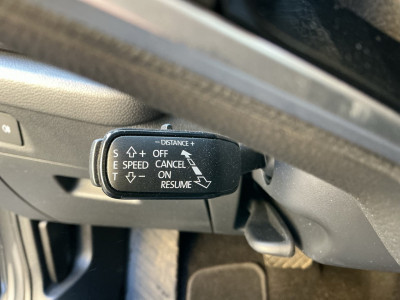 – DISTANCE +
S ⇧+ OFF
E SPEED CANCEL
T ⇩– ON
RESUME